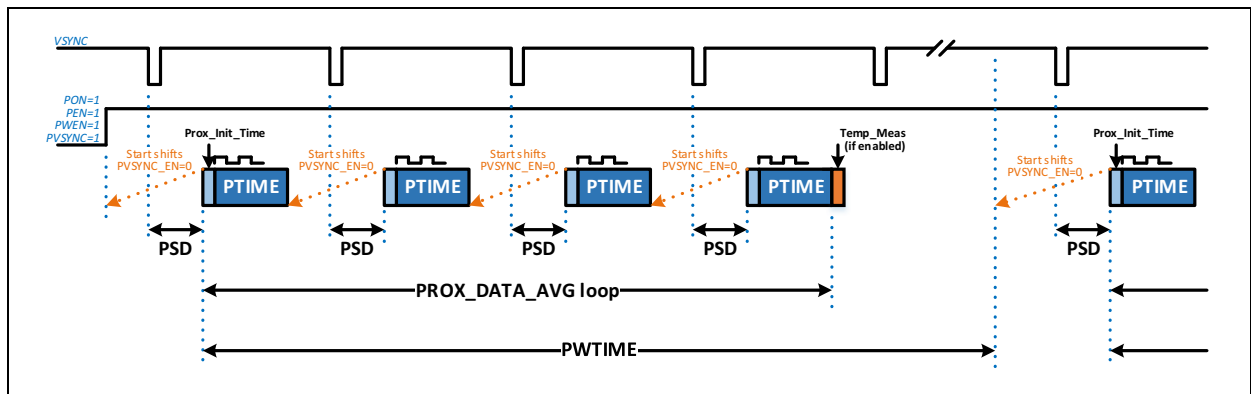 VSYNC
PON=1
PEN=1
PWEN=1
PVSYNC=1
Prox_Init_Time
Temp_Meas
(if enabled)
Prox_Init_Time
Start shifts
PVSYNC_EN=0
Start shifts
PVSYNC_EN=0
Start shifts
PVSYNC_EN=0
Start shifts
PVSYNC_EN=0
Start shifts
PVSYNC_EN=0
PTIME
PTIME
PTIME
PTIME
PTIME
PSD
PSD
PSD
PSD
PSD
PROX_DATA_AVG loop
PWTIME